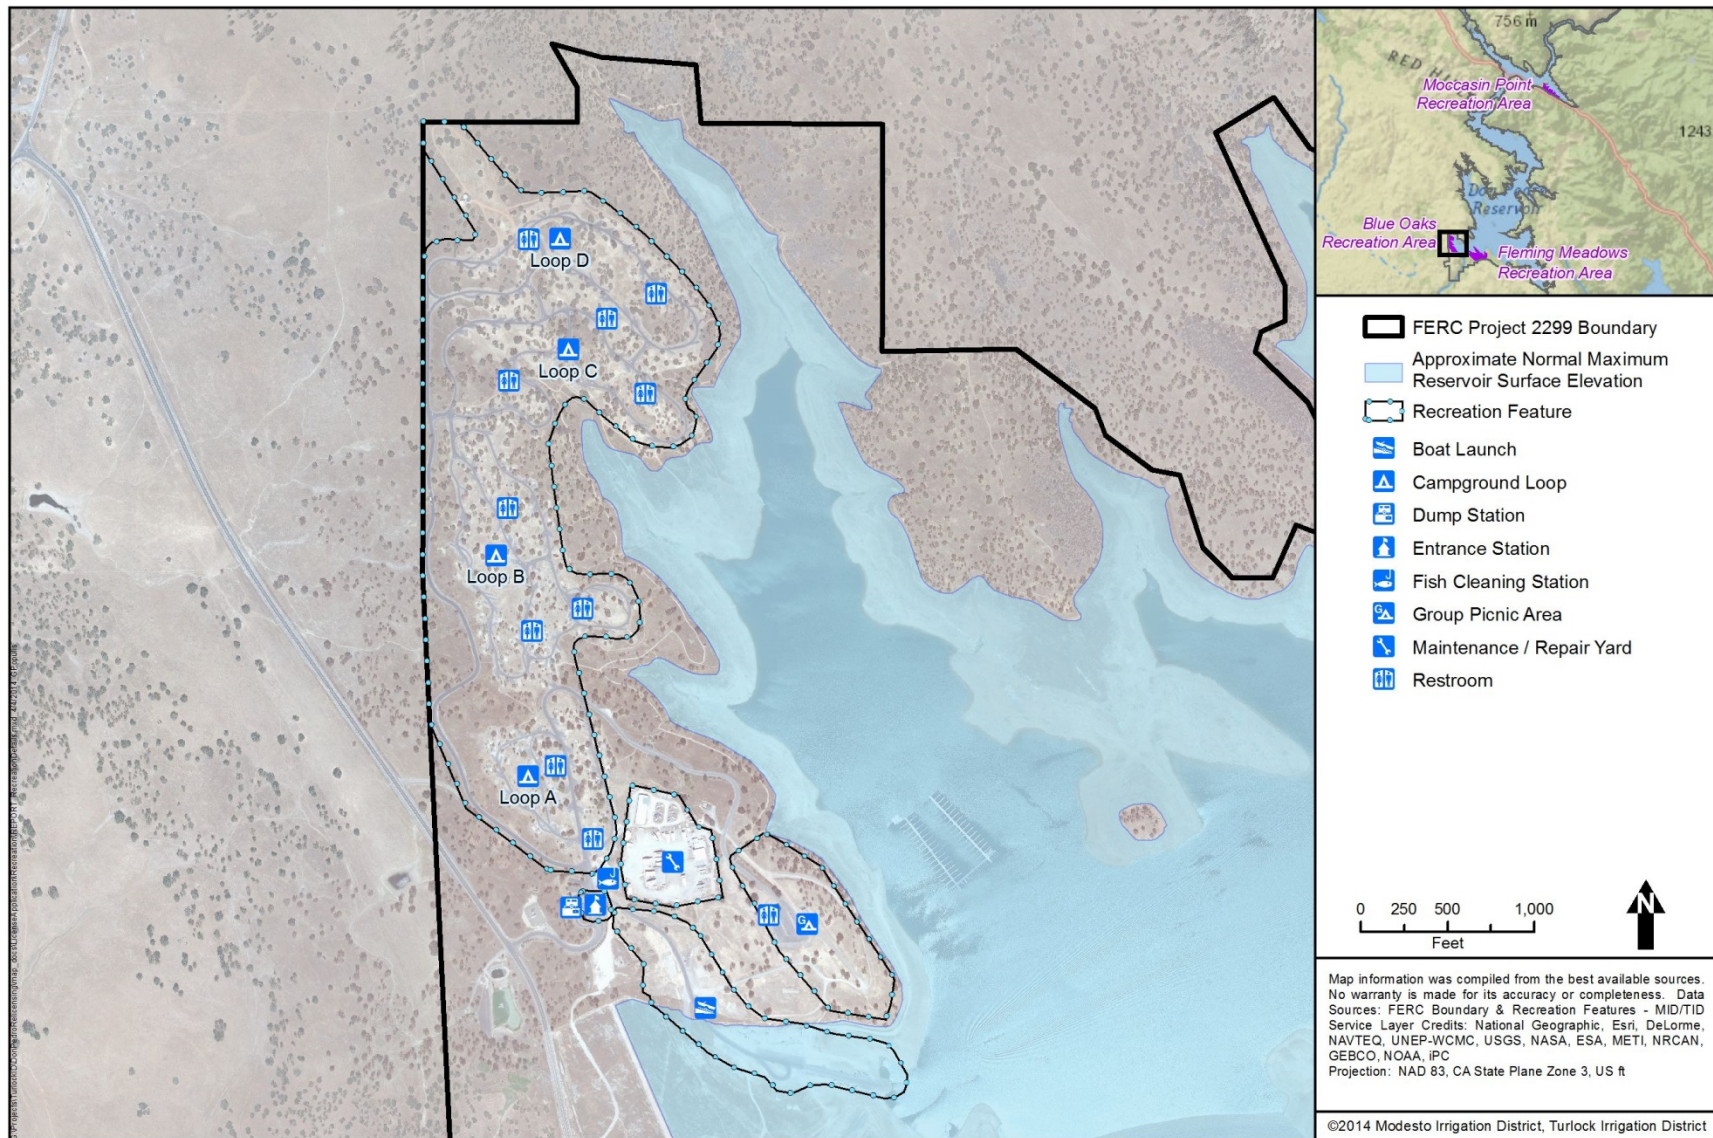 Loop D
Loop C
Loop B
Loop A
756 m
RED HI
Moccasin Point
Recreation Area
1243
Reservoir
Blue Oaks
Recreation Area
Fleming Meadows
Recreation Area
FERC Project 2299 Boundary
Approximate Normal Maximum
Reservoir Surface Elevation
Recreation Feature
Boat Launch
Campground Loop
Dump Station
Entrance Station
Fish Cleaning Station
G
Group Picnic Area
Maintenance / Repair Yard
Restroom
G
0 250 500 1,000
Feet
N
Map information was compiled from the best available sources.
No warranty is made for its accuracy or completeness. Data
Sources: FERC Boundary & Recreation Features - MID/TID
Service Layer Credits: National Geographic, Esri, DeLorme,
NAVTEQ, UNEP-WCMC, USGS, NASA, ESA, METI, NRCAN,
GEBCO, NOAA, iPC
Projection: NAD 83, CA State Plane Zone 3, US ft
©2014 Modesto Irrigation District, Turlock Irrigation District